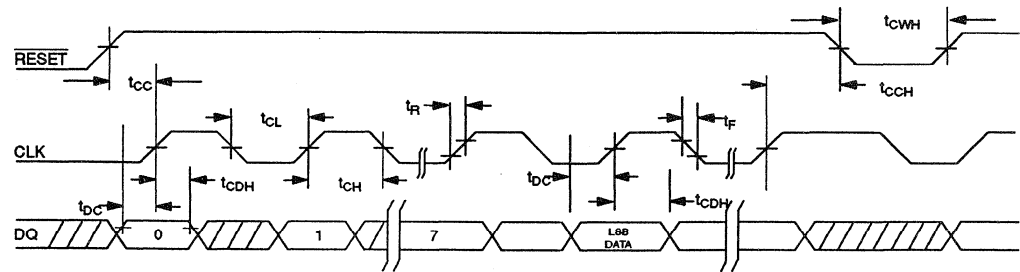 tCWH
RESET
tCC
tCCH
tR
tCL
tF
CLK
tCDH
tCH
tDC
tCDH
tDC
DQ
0
1
7
LSB
DATA